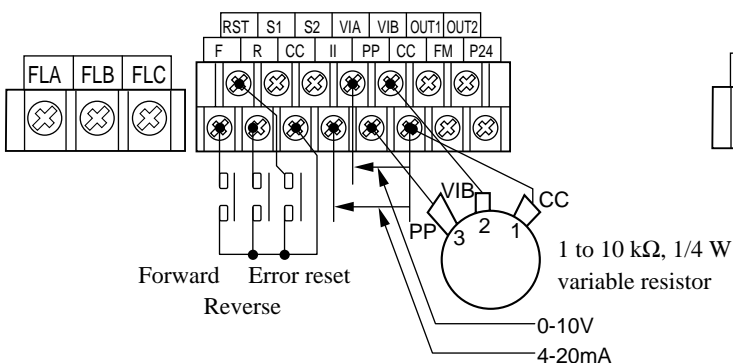 RST S1 S2 VIA VIB OUT1 OUT2
F R CC II PP CC FM P24
FLA FLB FLC
VIB CC
PP 3 2 1
1 to 10 kΩ, 1/4 W
variable resistor
Forward Error reset
Reverse
0-10V
4-20mA